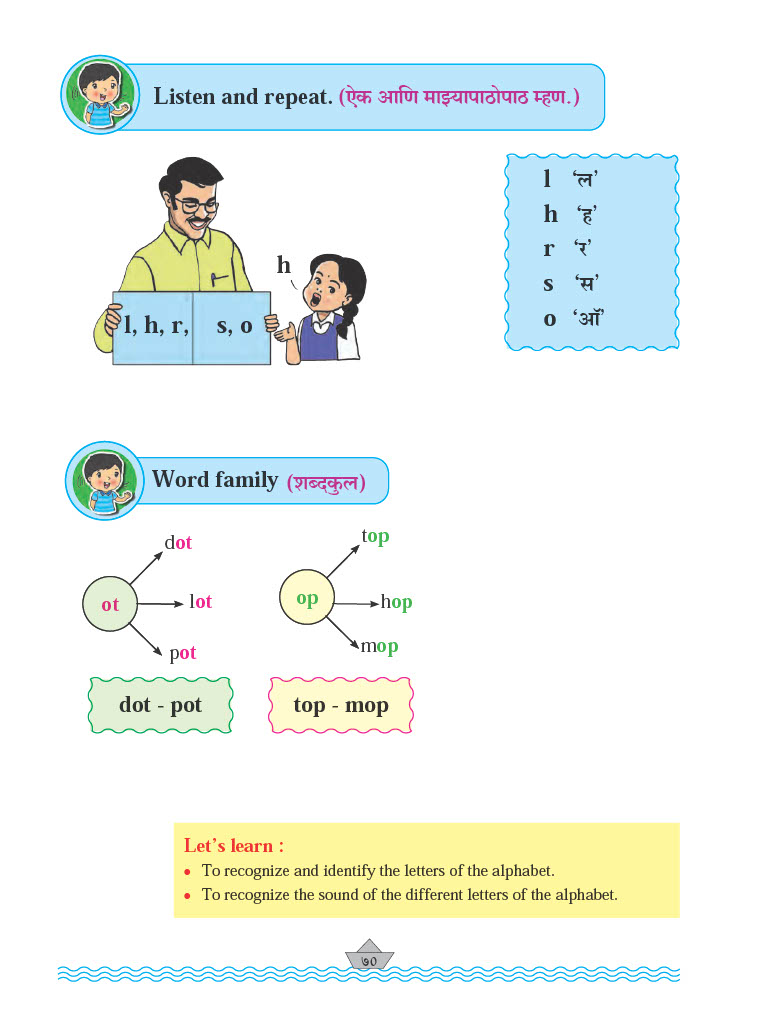 Listen and repeat. (ऐक आणि माझ्यापाठोपाठ म्हण.)
h
l, h, r, s, o
l ‘ल’
h ‘ह’
r ‘र’
s ‘स’
o ‘ऑ’
Word family (शब्दकुल)
ot
dot
lot
pot
op
top
hop
mop
dot - pot
top - mop
Let’s learn :
• To recognize and identify the letters of the alphabet.
• To recognize the sound of the different letters of the alphabet.
७०